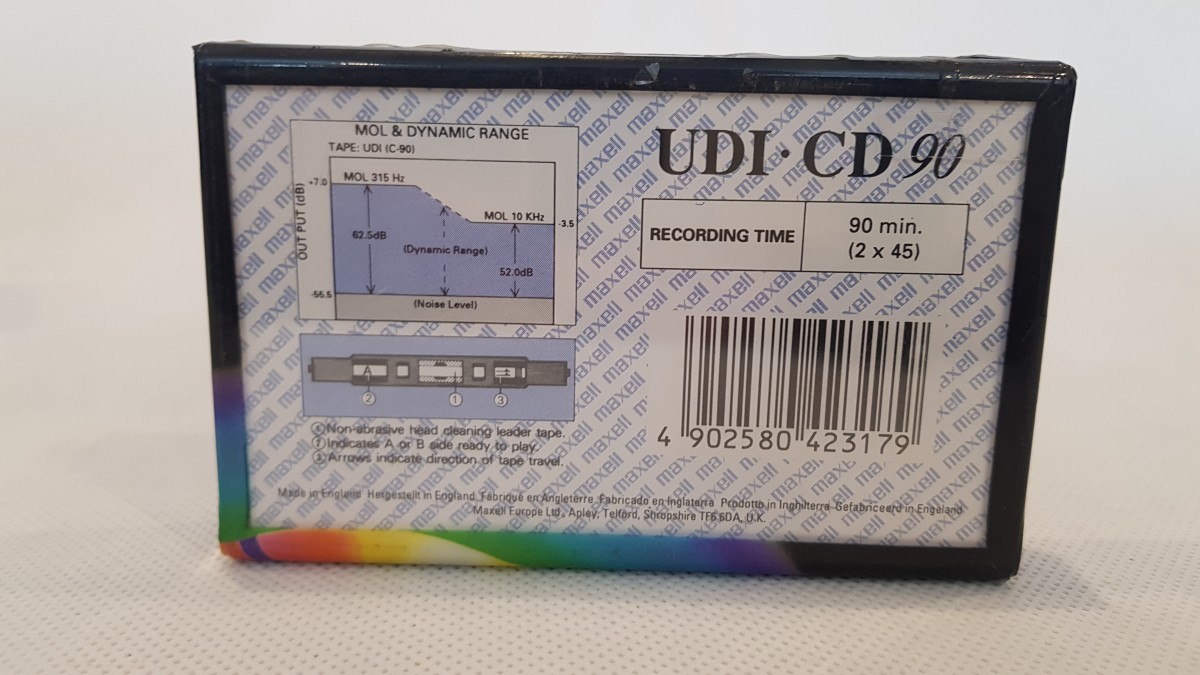 MOL & DYNAMIC RANGE
TAPE: UDI (C-90)
OUT PUT (dB)
+7.0
MOL 315 Hz
MOL 10 KHz
-3.5
62.5dB
(Dynamic Range)
52.0dB
-55.5
(Noise Level)
A
② ① ③
①Non-abrasive head cleaning leader tape.
②Indicates A or B side ready to play.
③Arrows indicate direction of tape travel.
UDI·CD 90
RECORDING TIME
90 min.
(2 x 45)
4 902580 423179
Made in England Hergestellt in England Fabriqué en Angleterre Fabricado en Inglaterra Prodotto in Inghilterra Gefabriceerd in Engeland
Maxell Europe Ltd., Apley, Telford, Shropshire TF6 6DA, U.K.
maxell